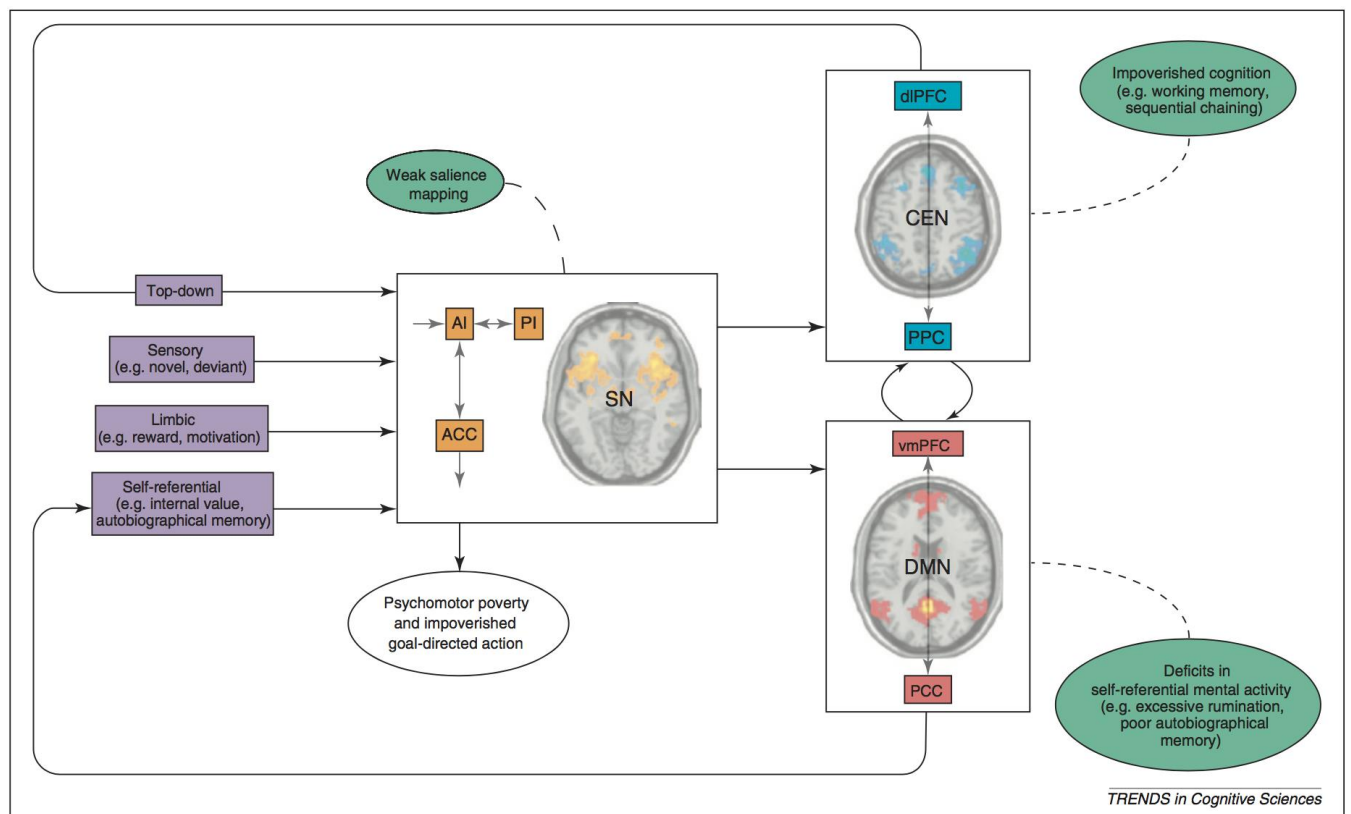 dlPFC
Impoverished cognition
(e.g. working memory,
sequential chaining)
CEN
PPC
Weak salience
mapping
Top-down
Sensory
(e.g. novel, deviant)
Limbic
(e.g. reward, motivation)
Self-referential
(e.g. internal value,
autobiographical memory)
AI
PI
ACC
SN
Psychomotor poverty
and impoverished
goal-directed action
vmPFC
DMN
PCC
Deficits in
self-referential mental activity
(e.g. excessive rumination,
poor autobiographical
memory)
TRENDS in Cognitive Sciences